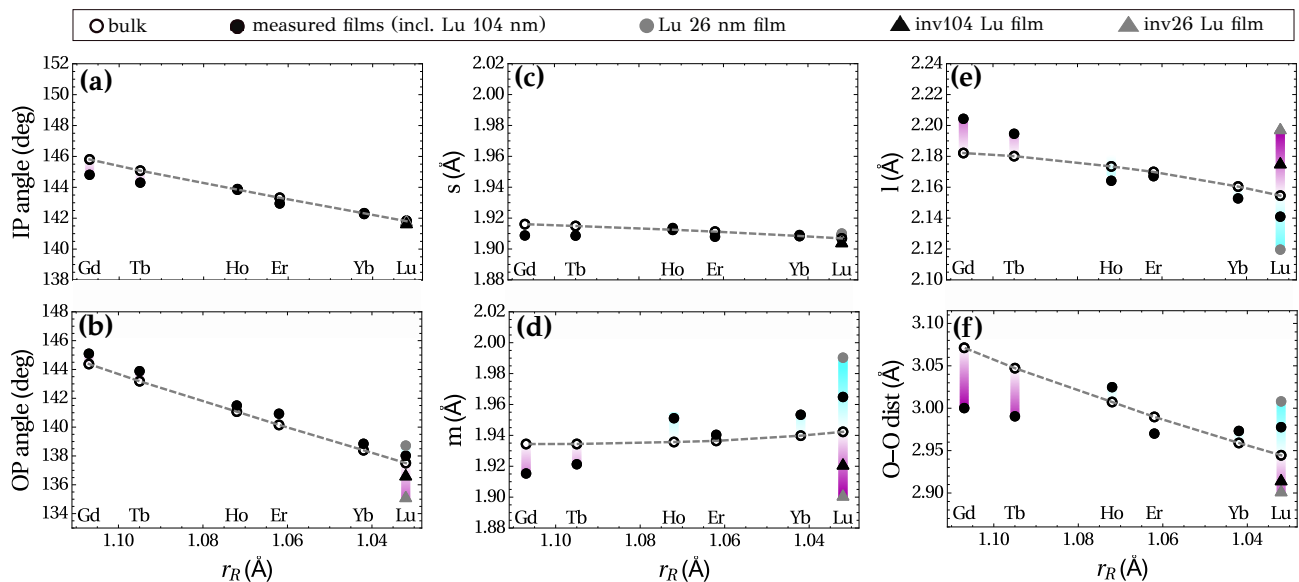 bulk measured films (incl. Lu 104 nm) Lu 26 nm film inv104 Lu film inv26 Lu film
(a)
IP angle (deg)
152
150
148
146
144
142
140
138
Gd Tb Ho Er Yb Lu
(b)
OP angle (deg)
148
146
144
142
140
138
136
134
Gd Tb Ho Er Yb Lu
1.10 1.08 1.06 1.04
r_R (Å)
(c)
s (Å)
2.02
2.00
1.98
1.96
1.94
1.92
1.90
1.88
Gd Tb Ho Er Yb Lu
(d)
m (Å)
2.02
2.00
1.98
1.96
1.94
1.92
1.90
1.88
Gd Tb Ho Er Yb Lu
1.10 1.08 1.06 1.04
r_R (Å)
(e)
l (Å)
2.24
2.22
2.20
2.18
2.16
2.14
2.12
2.10
Gd Tb Ho Er Yb Lu
(f)
O–O dist (Å)
3.10
3.05
3.00
2.95
2.90
Gd Tb Ho Er Yb Lu
1.10 1.08 1.06 1.04
r_R (Å)